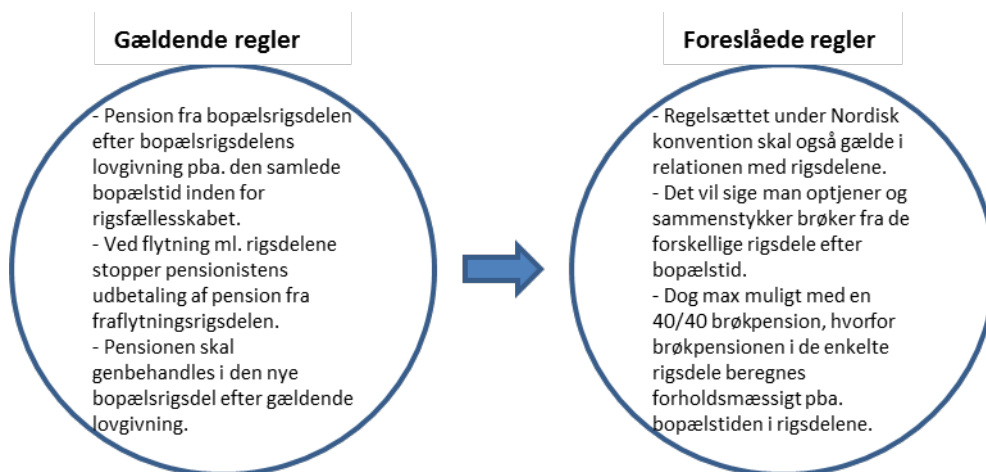 Gældende regler
- Pension fra bopælsrigsdelen
efter bopælsrigsdelens
lovgivning pba. den samlede
bopælstid inden for
rigsfællesskabet.
- Ved flytning ml. rigsdelene
stopper pensionistens
udbetaling af pension fra
fraflytningsrigsdelen.
- Pensionen skal
genbehandles i den nye
bopælsrigsdel efter gældende
lovgivning.
Foreslåede regler
- Regelsættet under Nordisk
konvention skal også gælde i
relationen med rigsdelene.
- Det vil sige man optjener og
sammenstykker brøker fra de
forskellige rigsdele efter
bopælstid.
- Dog max muligt med en
40/40 brøkpension, hvorfor
brøkpensionen i de enkelte
rigsdele beregnes
forholdsmæssigt pba.
bopælstiden i rigsdelene.